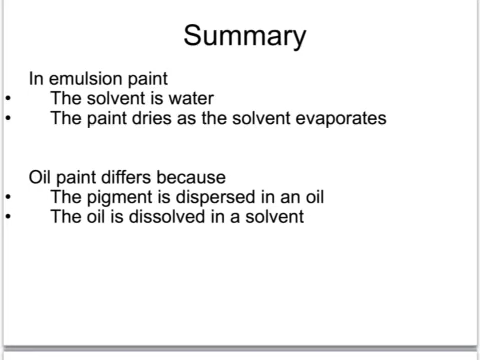 Summary
In emulsion paint
• The solvent is water
• The paint dries as the solvent evaporates
Oil paint differs because
• The pigment is dispersed in an oil
• The oil is dissolved in a solvent